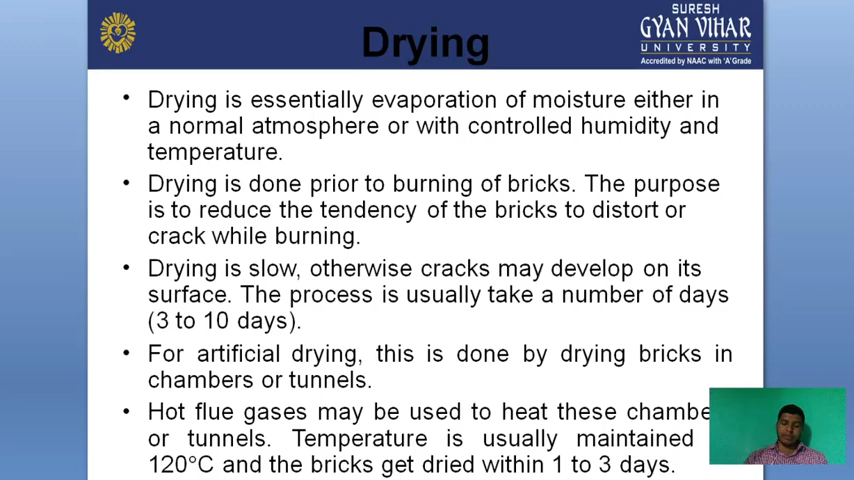 SURESH
GYAN VIHAR
UNIVERSITY
Accredited by NAAC with 'A' Grade
Drying
• Drying is essentially evaporation of moisture either in
a normal atmosphere or with controlled humidity and
temperature.
• Drying is done prior to burning of bricks. The purpose
is to reduce the tendency of the bricks to distort or
crack while burning.
• Drying is slow, otherwise cracks may develop on its
surface. The process is usually take a number of days
(3 to 10 days).
• For artificial drying, this is done by drying bricks in
chambers or tunnels.
• Hot flue gases may be used to heat these
or tunnels. Temperature is usually maintained
120°C and the bricks get dried within 1 to 3 days.